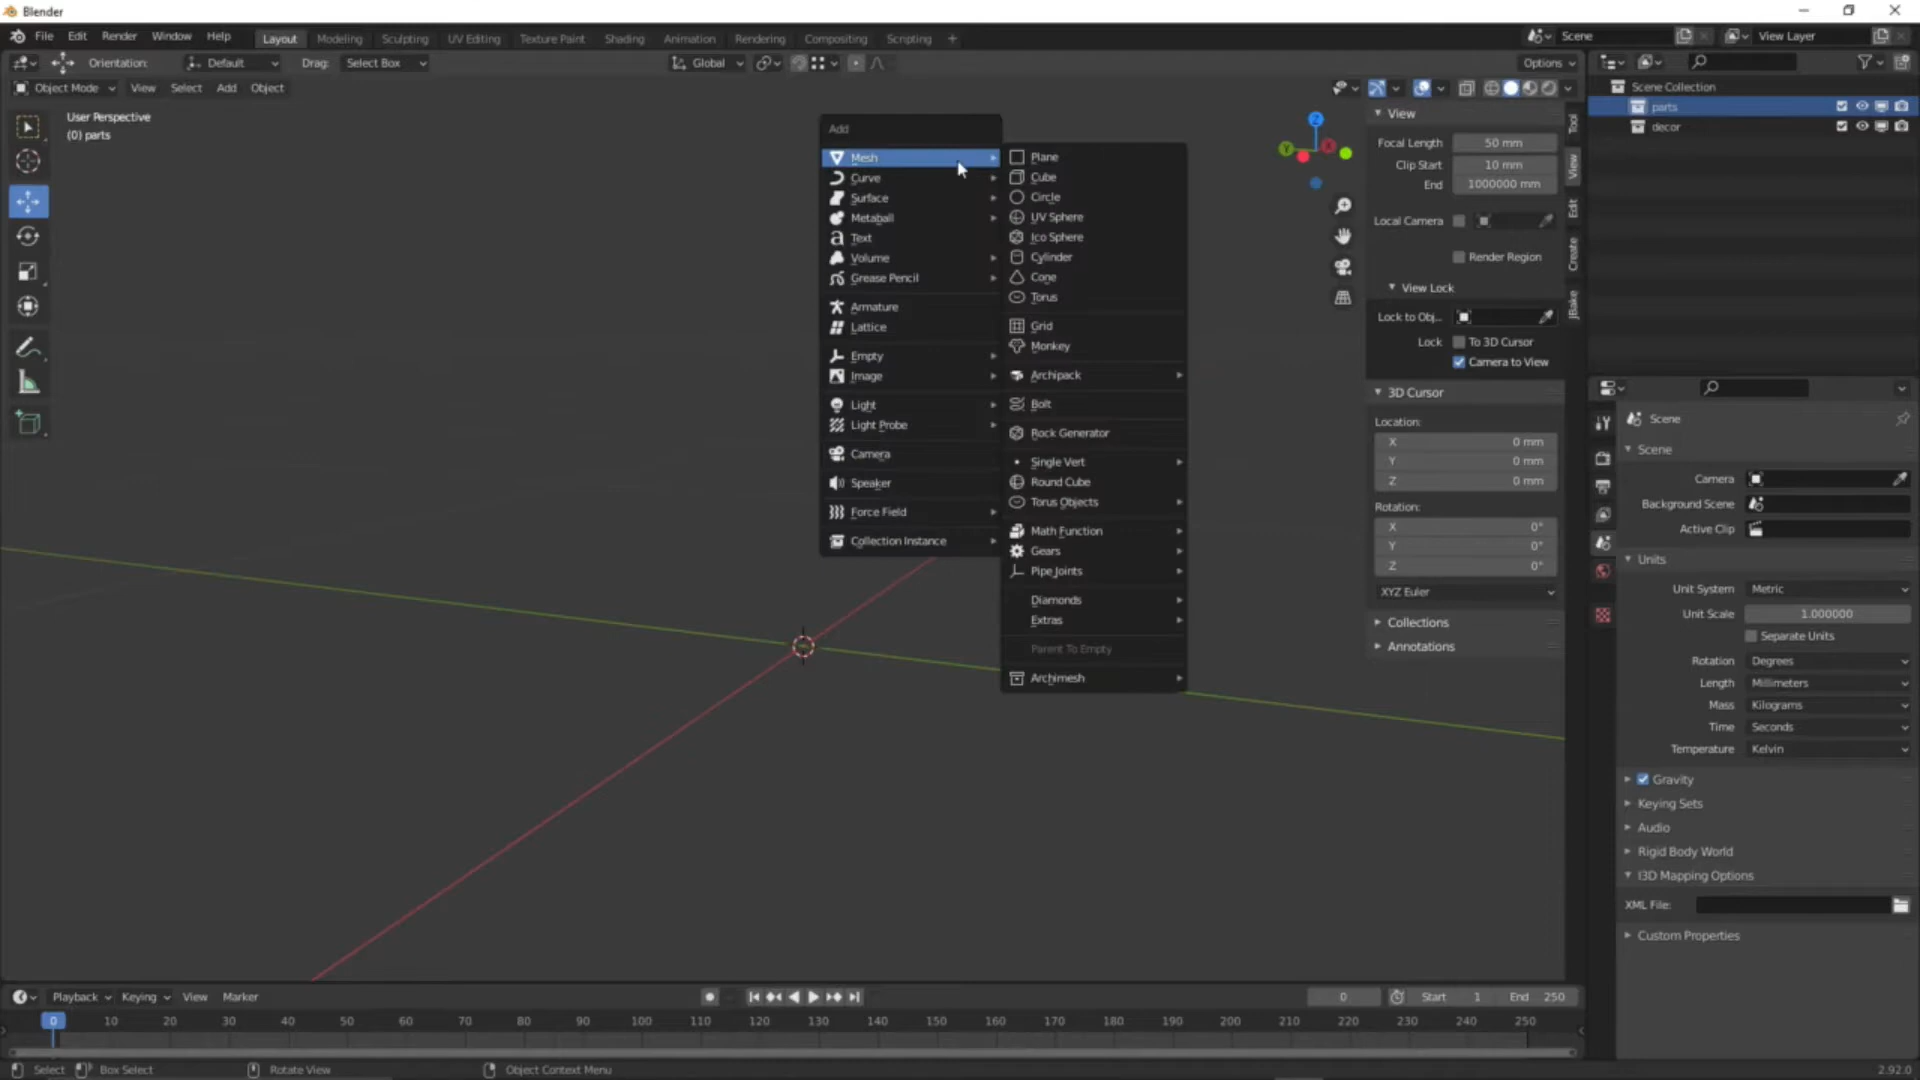 Blender
File Edit Render Window Help Layout Modeling Sculpting UV Editing Texture Paint Shading Animation Rendering Compositing Scripting + Scene View Layer
Orientation: Default Drag: Select Box Global Options
Object Mode View Select Add Object
User Perspective
(0) parts
Add
Mesh
Curve
Surface
Metaball
Text
Volume
Grease Pencil
Armature
Lattice
Empty
Image
Light
Light Probe
Camera
Speaker
Force Field
Collection Instance
Plane
Cube
Circle
UV Sphere
Ico Sphere
Cylinder
Cone
Torus
Grid
Monkey
Archipack
Bolt
Rock Generator
Single Vert
Round Cube
Torus Objects
Math Function
Gears
Pipe Joints
Diamonds
Extras
Parent To Empty
Archimesh
Z
Y
X
View
Focal Length 50 mm
Clip Start 10 mm
End 1000000 mm
Local Camera
Render Region
View Lock
Lock to Obj...
Lock To 3D Cursor
Camera to View
3D Cursor
Location:
X 0 mm
Y 0 mm
Z 0 mm
Rotation:
X 0°
Y 0°
Z 0°
XYZ Euler
Collections
Annotations
Tool
View
Edit
Create
JBake
Scene Collection
parts
decor
Scene
Scene
Camera
Background Scene
Active Clip
Units
Unit System Metric
Unit Scale 1.000000
Separate Units
Rotation Degrees
Length Millimeters
Mass Kilograms
Time Seconds
Temperature Kelvin
Gravity
Keying Sets
Audio
Rigid Body World
I3D Mapping Options
XML File:
Custom Properties
Playback Keying View Marker 0 Start 1 End 250
0 10 20 30 40 50 60 70 80 90 100 110 120 130 140 150 160 170 180 190 200 210 220 230 240 250
Select Box Select Rotate View Object Context Menu 2.92.0